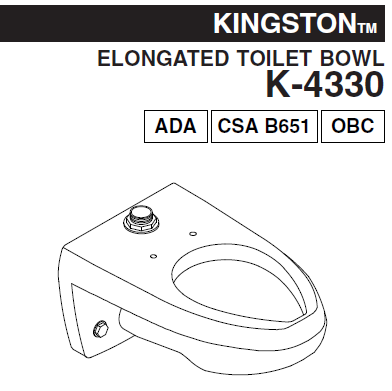 KINGSTON™
ELONGATED TOILET BOWL
K-4330
ADA CSA B651 OBC